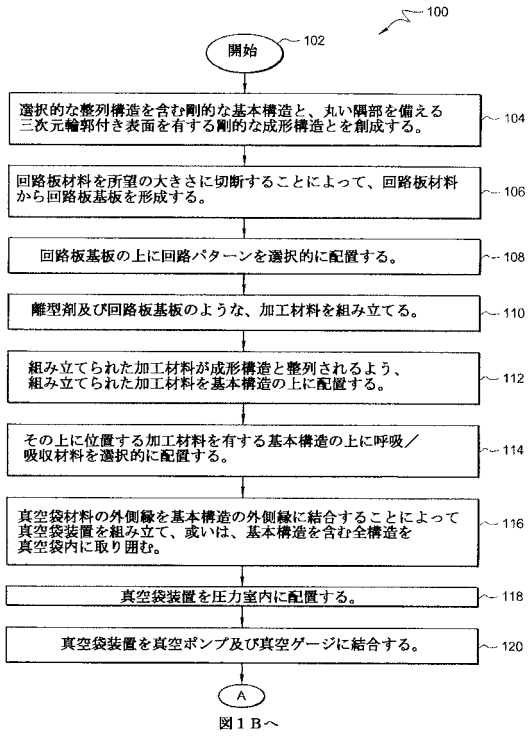 100
開始
102
選択的な整列構造を含む剛的な基本構造と、丸い隅部を備える
三次元輪郭付き表面を有する剛的な成形構造とを創成する。
104
回路板材料を所望の大きさに切断することによって、回路板材料
から回路板基板を形成する。
106
回路板基板の上に回路パターンを選択的に配置する。
108
離型剤及び回路板基板のような、加工材料を組み立てる。
110
組み立てられた加工材料が成形構造と整列されるよう、
組み立てられた加工材料を基本構造の上に配置する。
112
その上に位置する加工材料を有する基本構造の上に呼吸/
吸収材料を選択的に配置する。
114
真空袋材料の外側縁を基本構造の外側縁に結合することによって
真空袋装置を組み立て、或いは、基本構造を含む全構造を
真空袋内に取り囲む。
116
真空袋装置を圧力室内に配置する。
118
真空袋装置を真空ポンプ及び真空ゲージに結合する。
120
A
図1Bへ